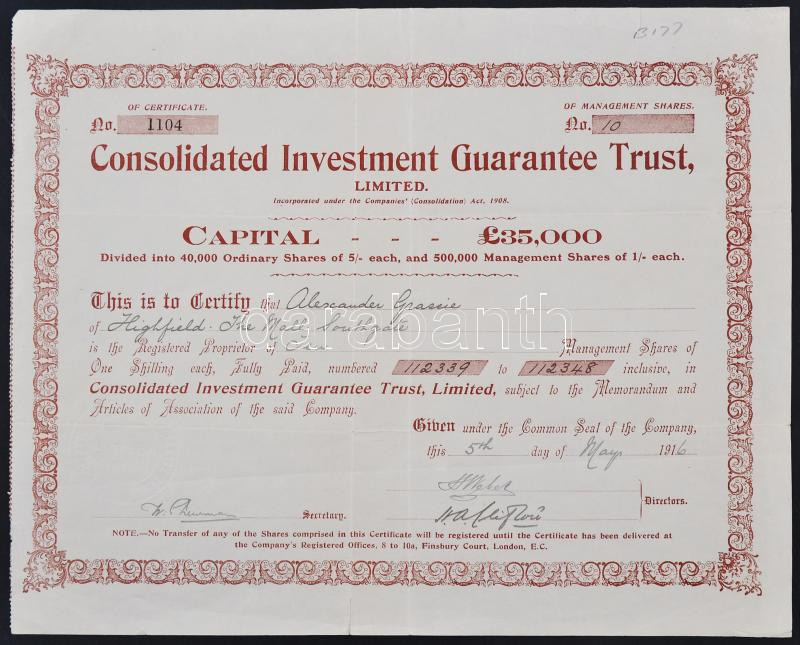 B177
OF CERTIFICATE. OF MANAGEMENT SHARES.
No. 1104 No. 10
Consolidated Investment Guarantee Trust,
LIMITED.
Incorporated under the Companies' (Consolidation) Act, 1908.
CAPITAL - - - £35,000
Divided into 40,000 Ordinary Shares of 5/- each, and 500,000 Management Shares of 1/- each.
This is to Certify that Alexander Grassie
of Highfield. The Mall, Southgate
is the Registered Proprietor of Management Shares of
One Shilling each, Fully Paid, numbered 112339 to 112348 inclusive, in
Consolidated Investment Guarantee Trust, Limited, subject to the Memorandum and
Articles of Association of the said Company.
Given under the Common Seal of the Company,
this 5th day of May 1916
Directors.
Secretary.
NOTE.—No Transfer of any of the Shares comprised in this Certificate will be registered until the Certificate has been delivered at
the Company's Registered Offices, 8 to 10a, Finsbury Court, London, E.C.
darabanth